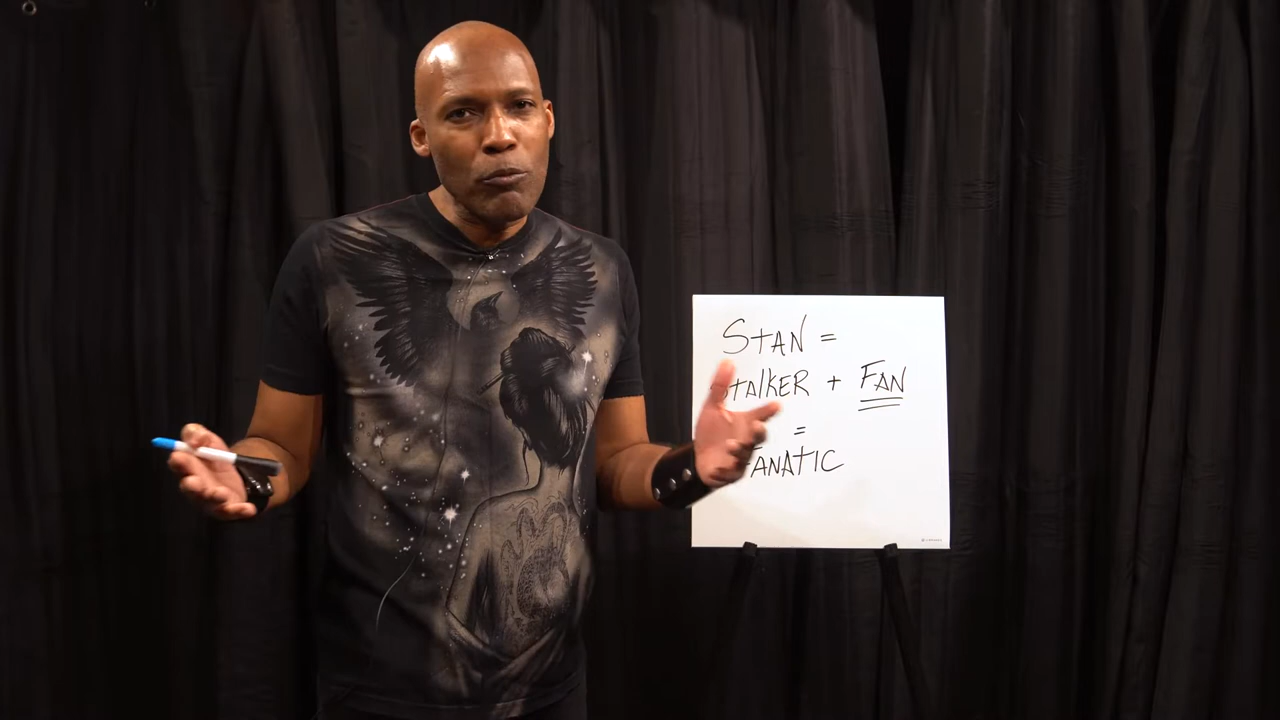 STAN =
STALKER + FAN
=
FANATIC